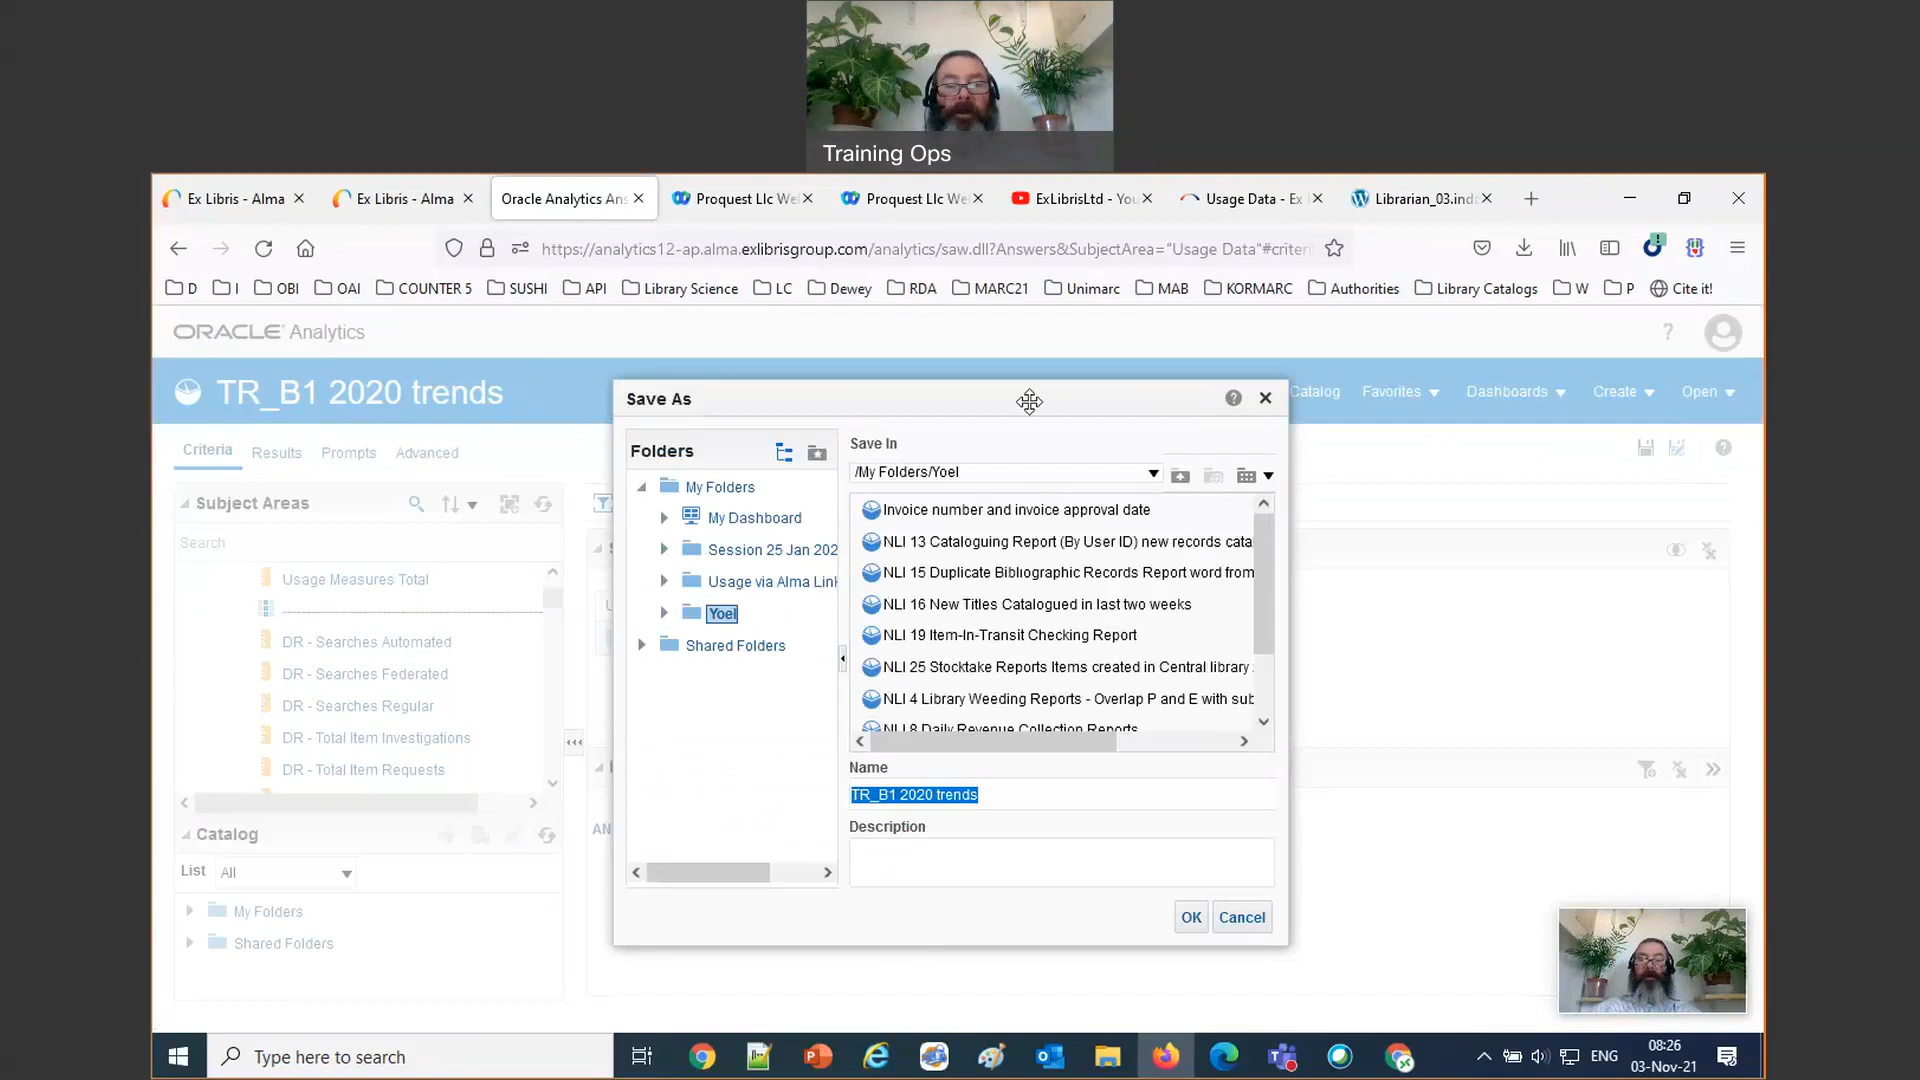 Training Ops
Ex Libris - Alma
Ex Libris - Alma
Oracle Analytics Ans
Proquest Llc We
Proquest Llc We
ExLibrisLtd - You
Usage Data - Ex
Librarian_03.ind
https://analytics12-ap.alma.exlibrisgroup.com/analytics/saw.dll?Answers&SubjectArea="Usage Data"#criter
D
I
OBI
OAI
COUNTER 5
SUSHI
API
Library Science
LC
Dewey
RDA
MARC21
Unimarc
MAB
KORMARC
Authorities
Library Catalogs
W
P
Cite it!
ORACLE Analytics
TR_B1 2020 trends
Catalog
Favorites
Dashboards
Create
Open
Criteria
Results
Prompts
Advanced
Subject Areas
Search
Usage Measures Total
DR - Searches Automated
DR - Searches Federated
DR - Searches Regular
DR - Total Item Investigations
DR - Total Item Requests
Catalog
List
All
My Folders
Shared Folders
AN
Save As
Folders
My Folders
My Dashboard
Session 25 Jan 202
Usage via Alma Lin
Yoel
Shared Folders
Save In
/My Folders/Yoel
Invoice number and invoice approval date
NLI 13 Cataloguing Report (By User ID) new records cata
NLI 15 Duplicate Bibliographic Records Report word from
NLI 16 New Titles Catalogued in last two weeks
NLI 19 Item-In-Transit Checking Report
NLI 25 Stocktake Reports Items created in Central library
NLI 4 Library Weeding Reports - Overlap P and E with sub
NLI 8 Daily Revenue Collection Reports
Name
TR_B1 2020 trends
Description
OK
Cancel
Type here to search
ENG
08:26
03-Nov-21